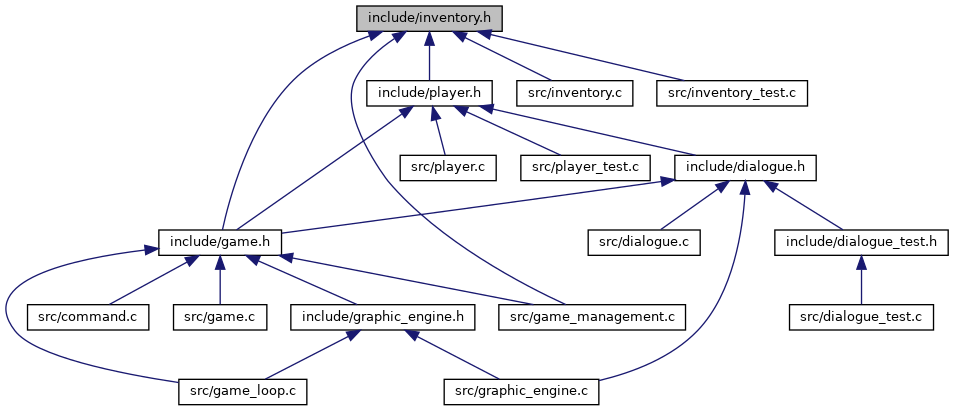 include/inventory.h
include/player.h
src/inventory.c
src/inventory_test.c
src/player.c
src/player_test.c
include/dialogue.h
include/game.h
src/dialogue.c
include/dialogue_test.h
src/command.c
src/game.c
include/graphic_engine.h
src/game_management.c
src/dialogue_test.c
src/game_loop.c
src/graphic_engine.c